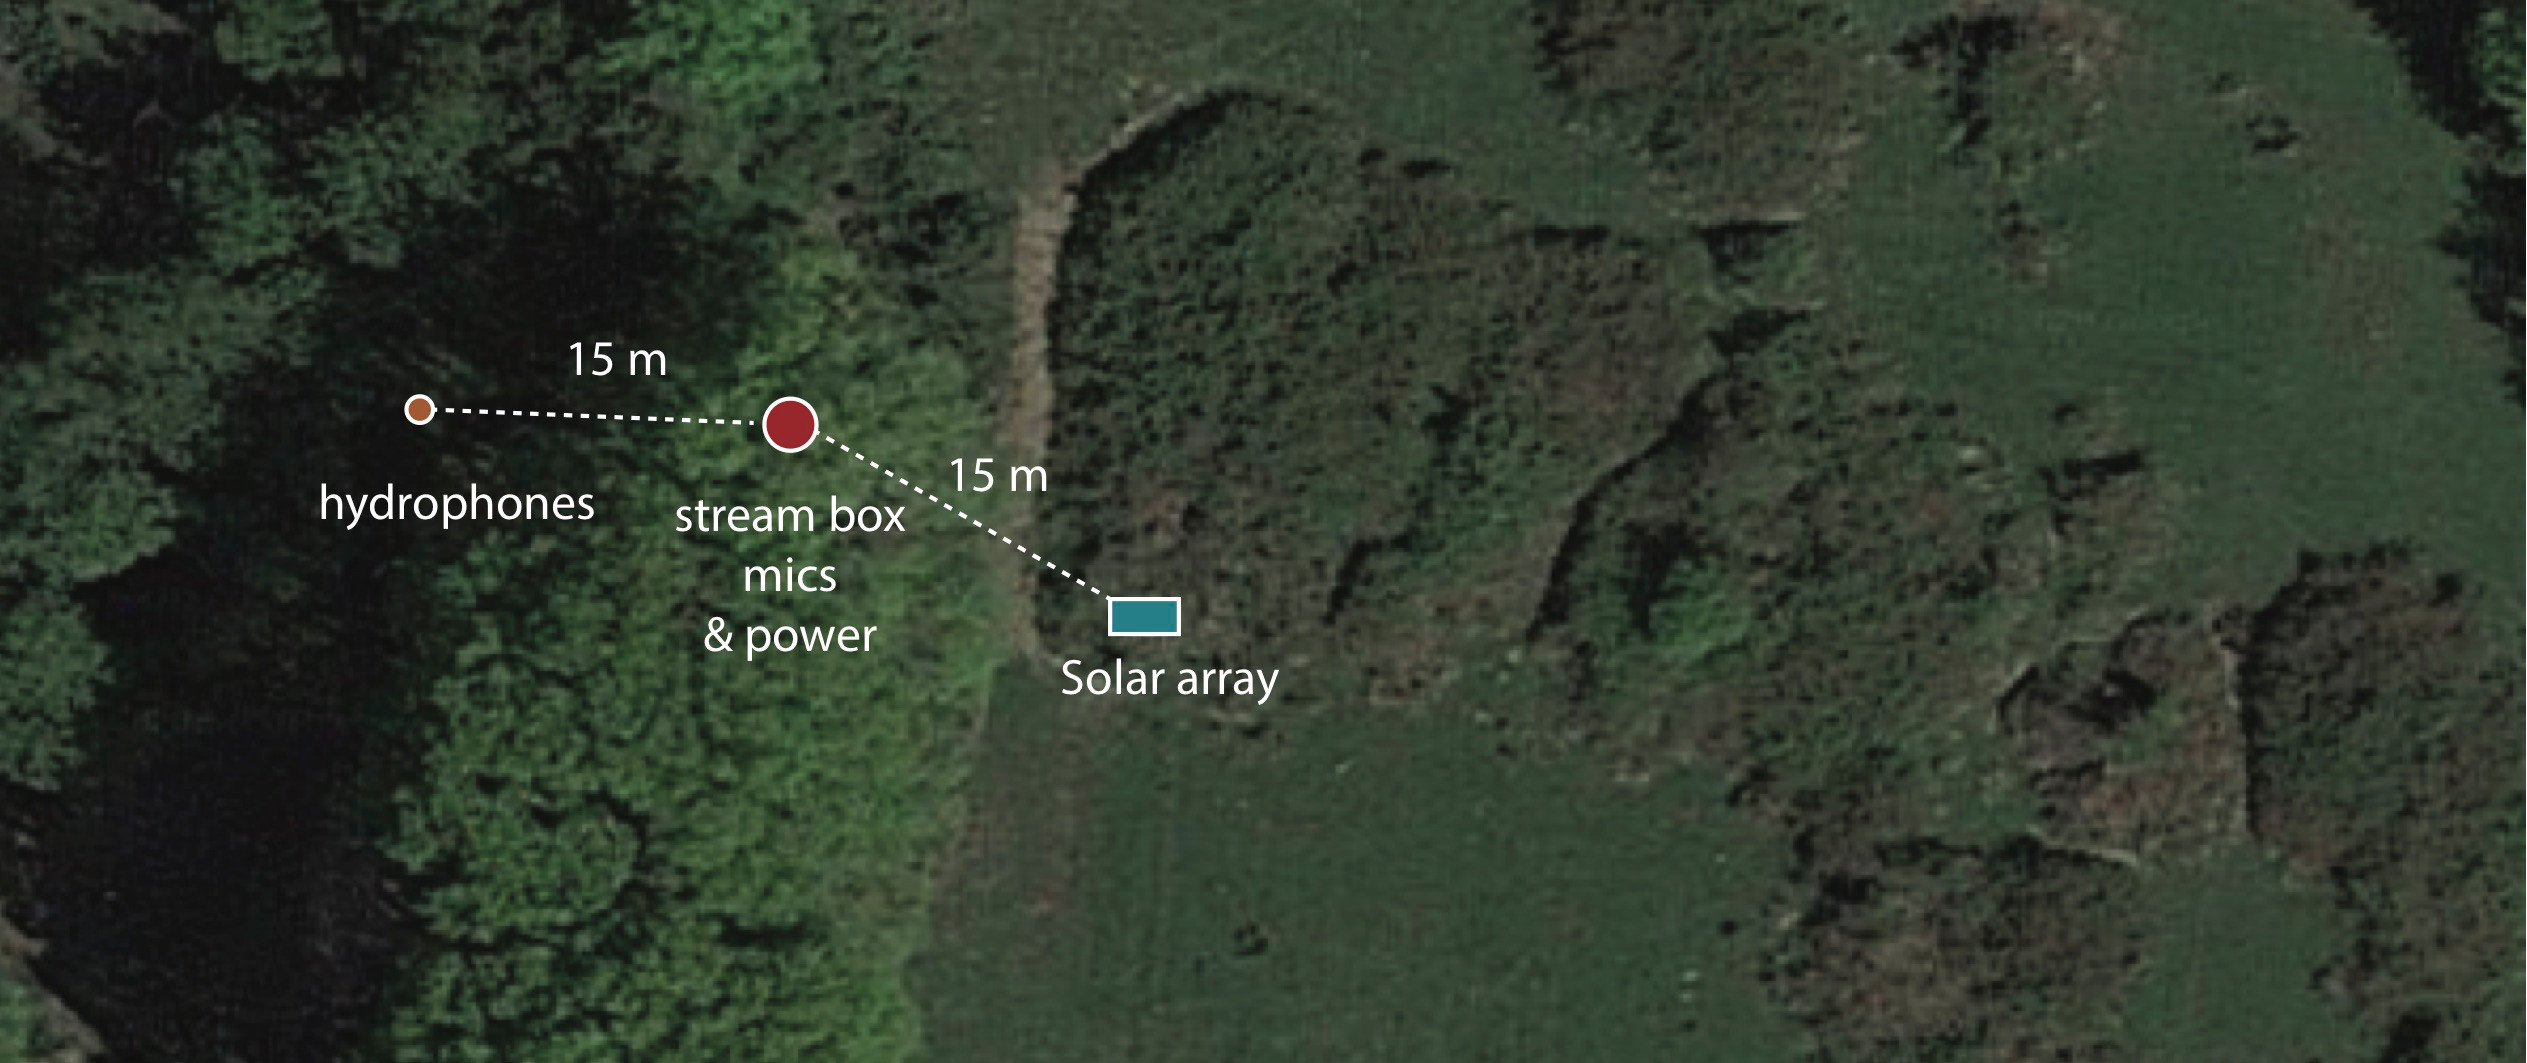 15 m
hydrophones
15 m
stream box
mics
& power
Solar array